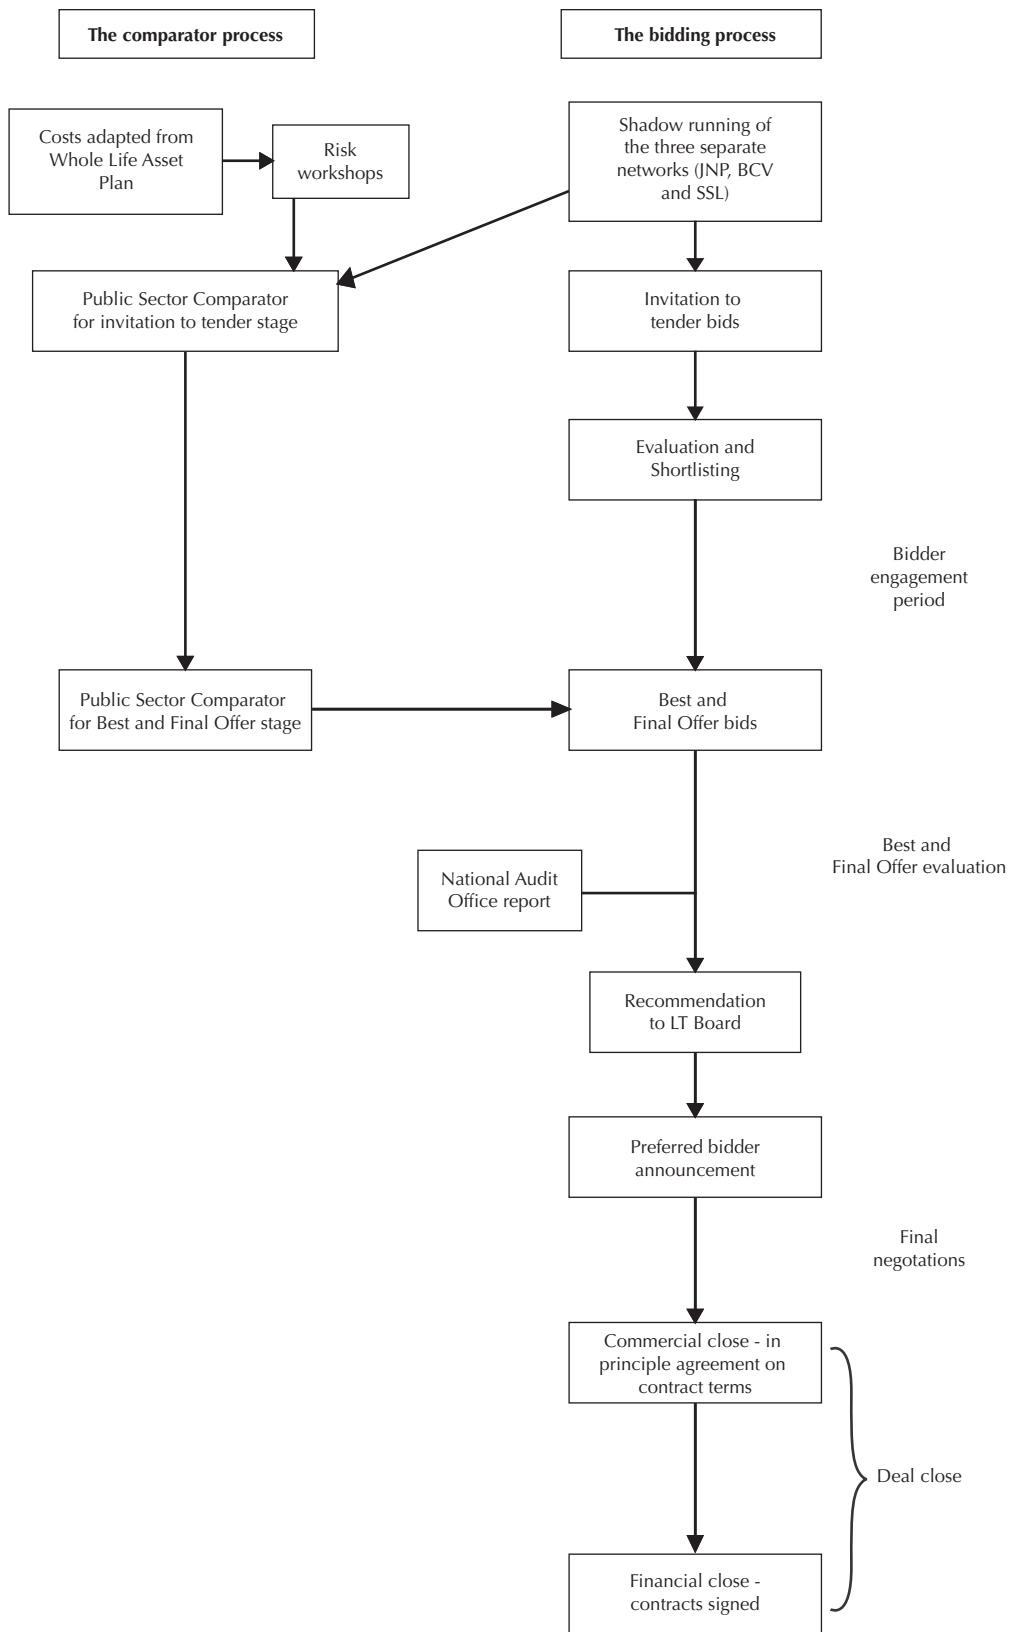 The comparator process
The bidding process
Costs adapted from
Whole Life Asset
Plan
Risk
workshops
Shadow running of
the three separate
networks (JNP, BCV
and SSL)
Public Sector Comparator
for invitation to tender stage
Invitation to
tender bids
Evaluation and
Shortlisting
Bidder
engagement
period
Public Sector Comparator
for Best and Final Offer stage
Best and
Final Offer bids
Best and
Final Offer evaluation
National Audit
Office report
Recommendation
to LT Board
Preferred bidder
announcement
Final
negotations
Commercial close - in
principle agreement on
contract terms
Deal close
Financial close -
contracts signed